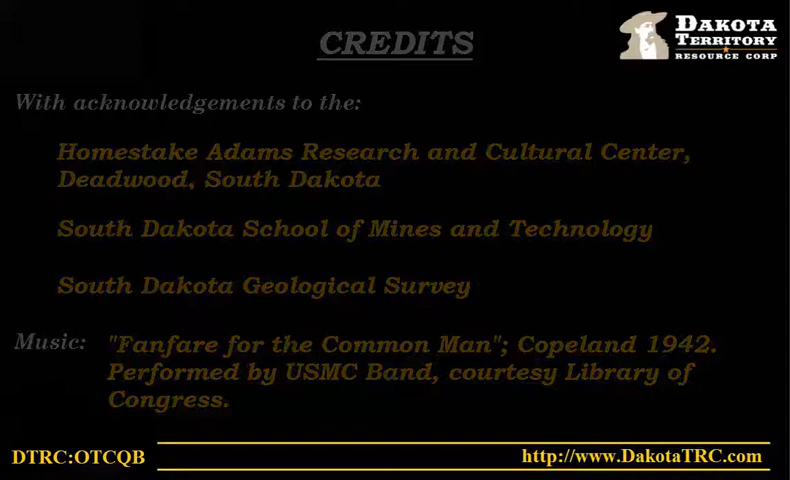 CREDITS
DAKOTA
TERRITORY
RESOURCE CORP
With acknowledgements to the:
Homestake Adams Research and Cultural Center,
Deadwood, South Dakota
South Dakota School of Mines and Technology
South Dakota Geological Survey
Music: "Fanfare for the Common Man"; Copeland 1942.
Performed by USMC Band, courtesy Library of
Congress.
DTRC:OTCQB http://www.DakotaTRC.com